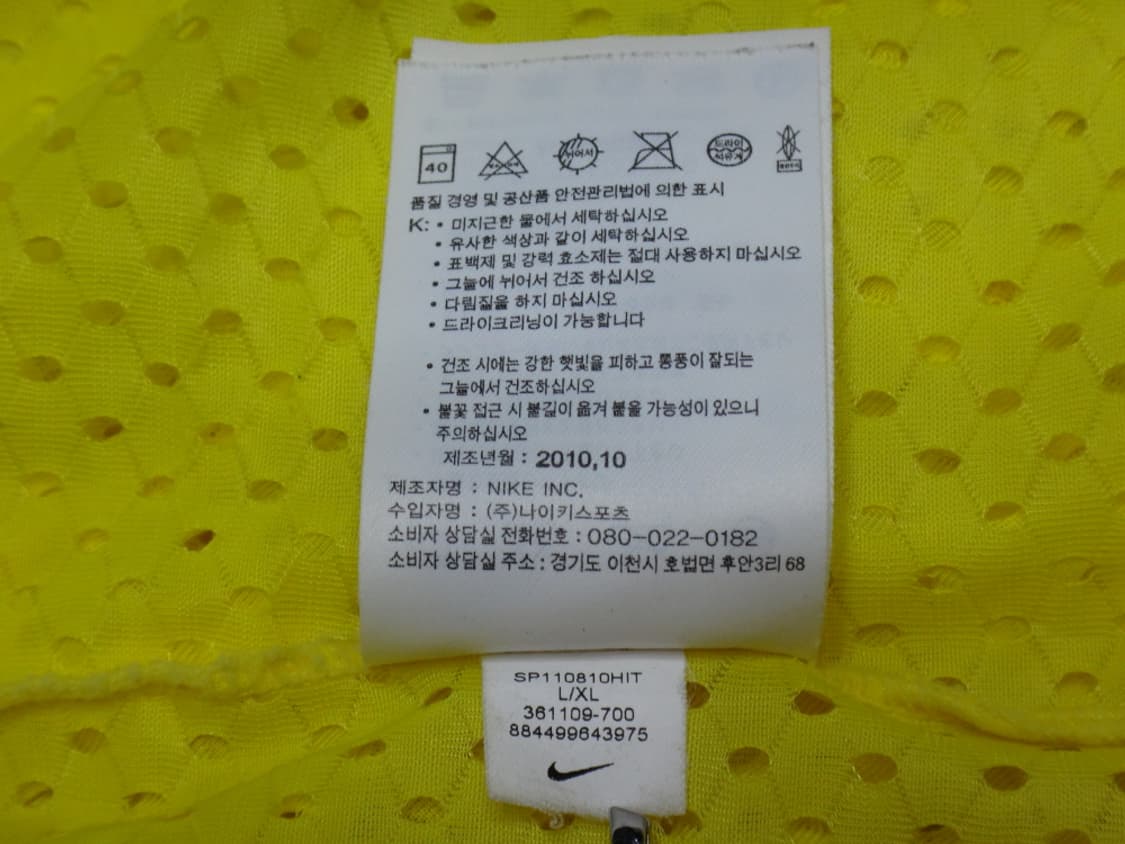 40
뉘어서
드라이
석유계
품질 경영 및 공산품 안전관리법에 의한 표시
K: • 미지근한 물에서 세탁하십시오
• 유사한 색상과 같이 세탁하십시오
• 표백제 및 강력 효소제는 절대 사용하지 마십시오
• 그늘에 뉘어서 건조 하십시오
• 다림질을 하지 마십시오
• 드라이크리닝이 가능합니다
• 건조 시에는 강한 햇빛을 피하고 통풍이 잘되는
그늘에서 건조하십시오
• 불꽃 접근 시 불길이 옮겨 붙을 가능성이 있으니
주의하십시오
제조년월 : 2010,10
제조자명 : NIKE INC.
수입자명 : (주)나이키스포츠
소비자 상담실 전화번호 : 080-022-0182
소비자 상담실 주소 : 경기도 이천시 호법면 후안3리 68
SP110810HIT
L/XL
361109-700
884499643975